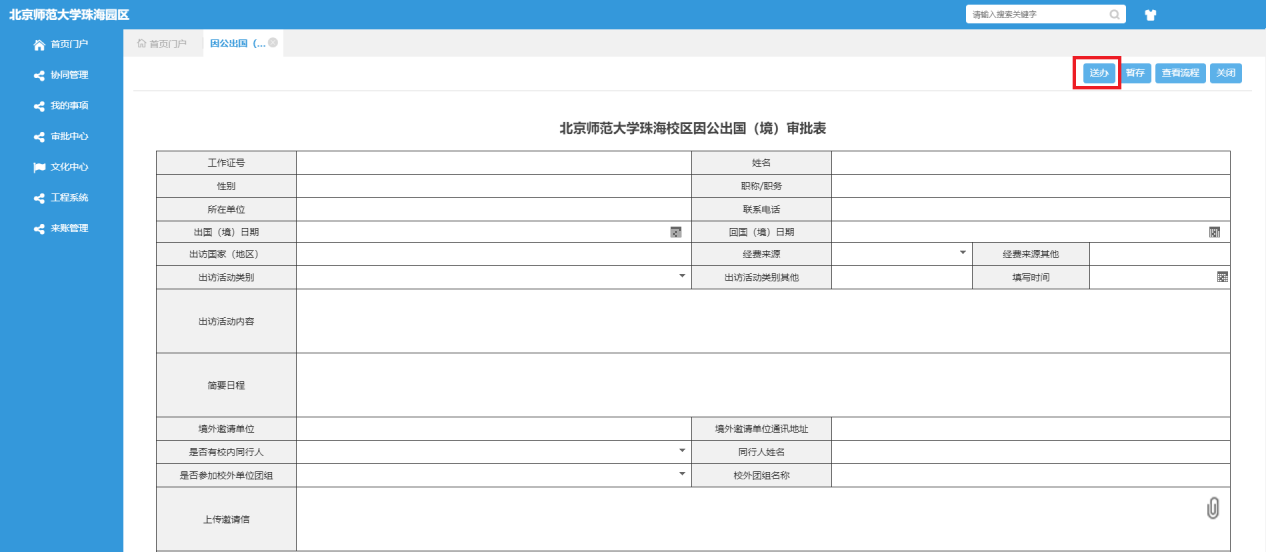 北京师范大学珠海园区
请输入搜索关键字
首页门户
协同管理
我的事项
审批中心
文化中心
工程系统
来账管理
首页门户
因公出国（...
送办 暂存 查看流程 关闭
北京师范大学珠海校区因公出国（境）审批表
工作证号 姓名
性别 职称/职务
所在单位 联系电话
出国（境）日期 回国（境）日期
出访国家（地区） 经费来源 经费来源其他
出访活动类别 出访活动类别其他 填写时间
出访活动内容
简要日程
境外邀请单位 境外邀请单位通讯地址
是否有校内同行人 同行人姓名
是否参加校外单位团组 校外团组名称
上传邀请信